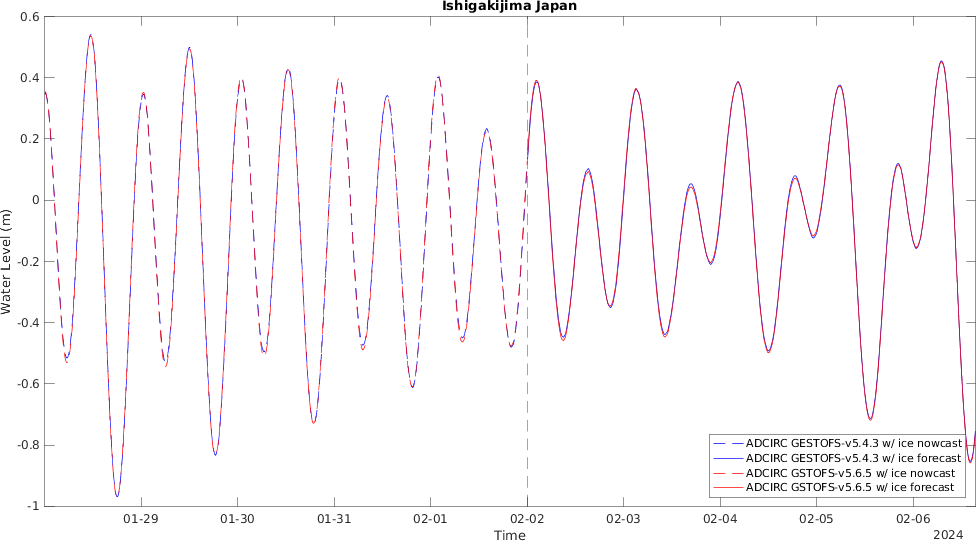 Ishigakijima Japan
0.6
0.4
0.2
0
-0.2
-0.4
-0.6
-0.8
-1
Water Level (m)
ADCIRC GESTOFS-v5.4.3 w/ ice nowcast
ADCIRC GESTOFS-v5.4.3 w/ ice forecast
ADCIRC GSTOFS-v5.6.5 w/ ice nowcast
ADCIRC GSTOFS-v5.6.5 w/ ice forecast
01-29 01-30 01-31 02-01 02-02 02-03 02-04 02-05 02-06
Time
2024